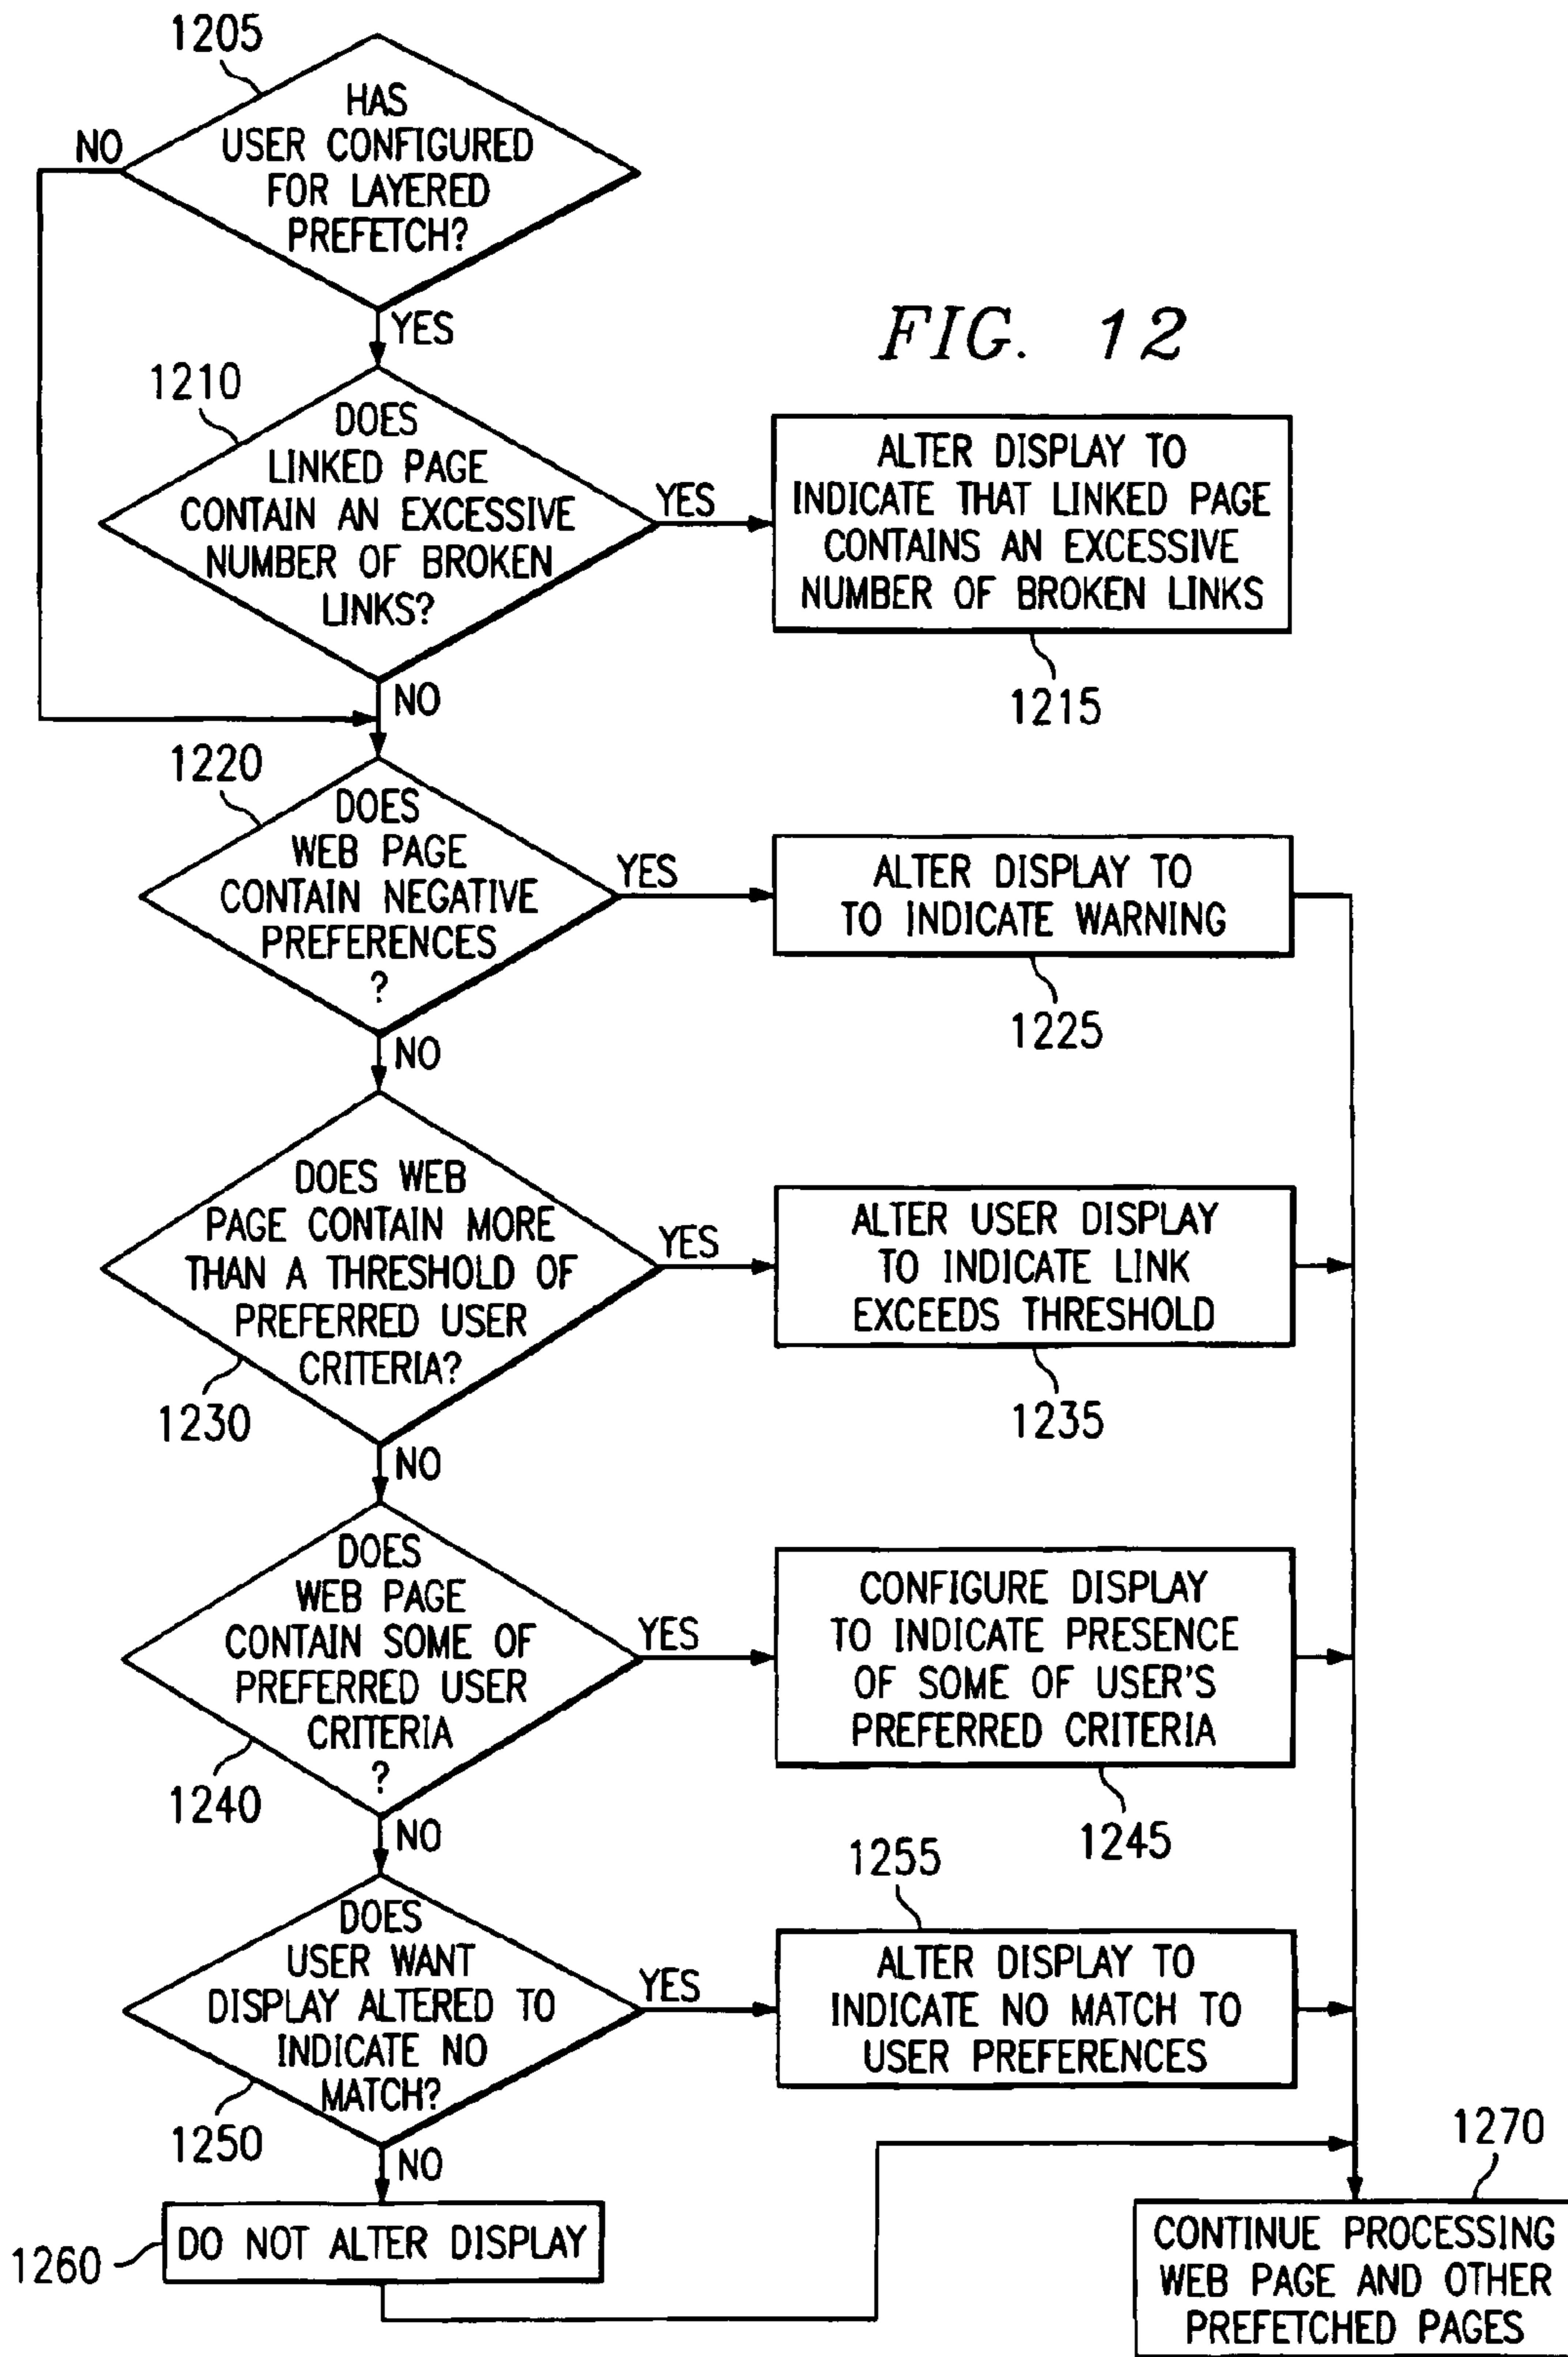 1205
HAS
USER CONFIGURED
FOR LAYERED
PREFETCH?
NO
YES
FIG. 12
1210
DOES
LINKED PAGE
CONTAIN AN EXCESSIVE
NUMBER OF BROKEN
LINKS?
YES
ALTER DISPLAY TO
INDICATE THAT LINKED PAGE
CONTAINS AN EXCESSIVE
NUMBER OF BROKEN LINKS
1215
NO
1220
DOES
WEB PAGE
CONTAIN NEGATIVE
PREFERENCES
?
YES
ALTER DISPLAY TO
TO INDICATE WARNING
1225
NO
DOES WEB
PAGE CONTAIN MORE
THAN A THRESHOLD OF
PREFERRED USER
CRITERIA?
1230
YES
ALTER USER DISPLAY
TO INDICATE LINK
EXCEEDS THRESHOLD
1235
NO
DOES
WEB PAGE
CONTAIN SOME OF
PREFERRED USER
CRITERIA
?
1240
YES
CONFIGURE DISPLAY
TO INDICATE PRESENCE
OF SOME OF USER'S
PREFERRED CRITERIA
1245
NO
DOES
USER WANT
DISPLAY ALTERED TO
INDICATE NO
MATCH?
1250
YES
1255
ALTER DISPLAY TO
INDICATE NO MATCH TO
USER PREFERENCES
NO
1260
DO NOT ALTER DISPLAY
1270
CONTINUE PROCESSING
WEB PAGE AND OTHER
PREFETCHED PAGES